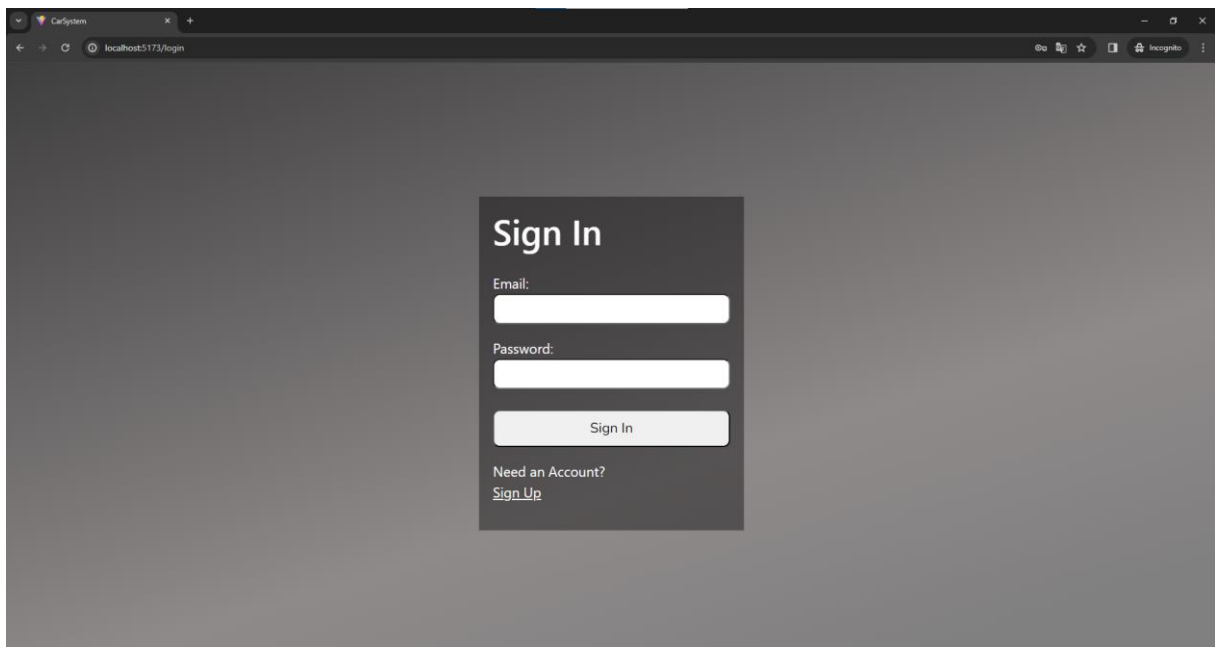 CarSystem
localhost:5173/login
Incognito
Sign In
Email:
Password:
Sign In
Need an Account?
Sign Up